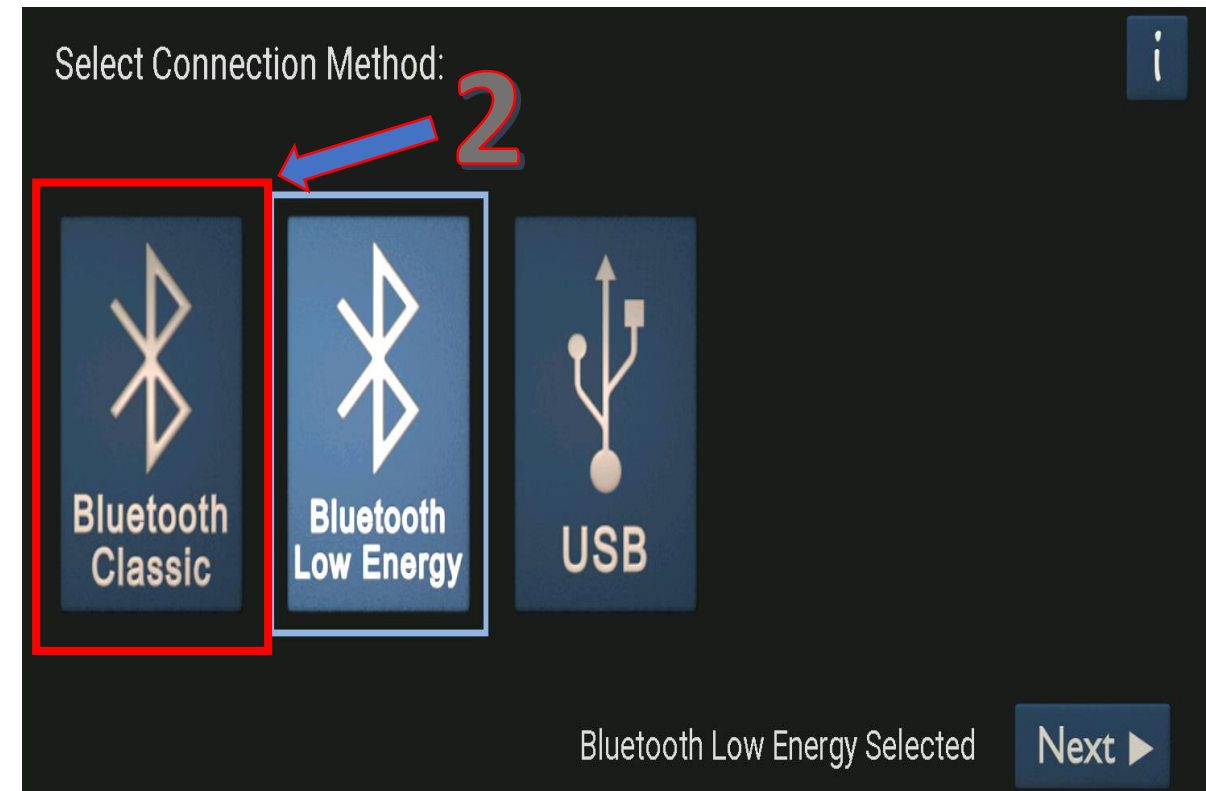 Select Connection Method:
i
2
Bluetooth
Classic
Bluetooth
Low Energy
USB
Bluetooth Low Energy Selected
Next